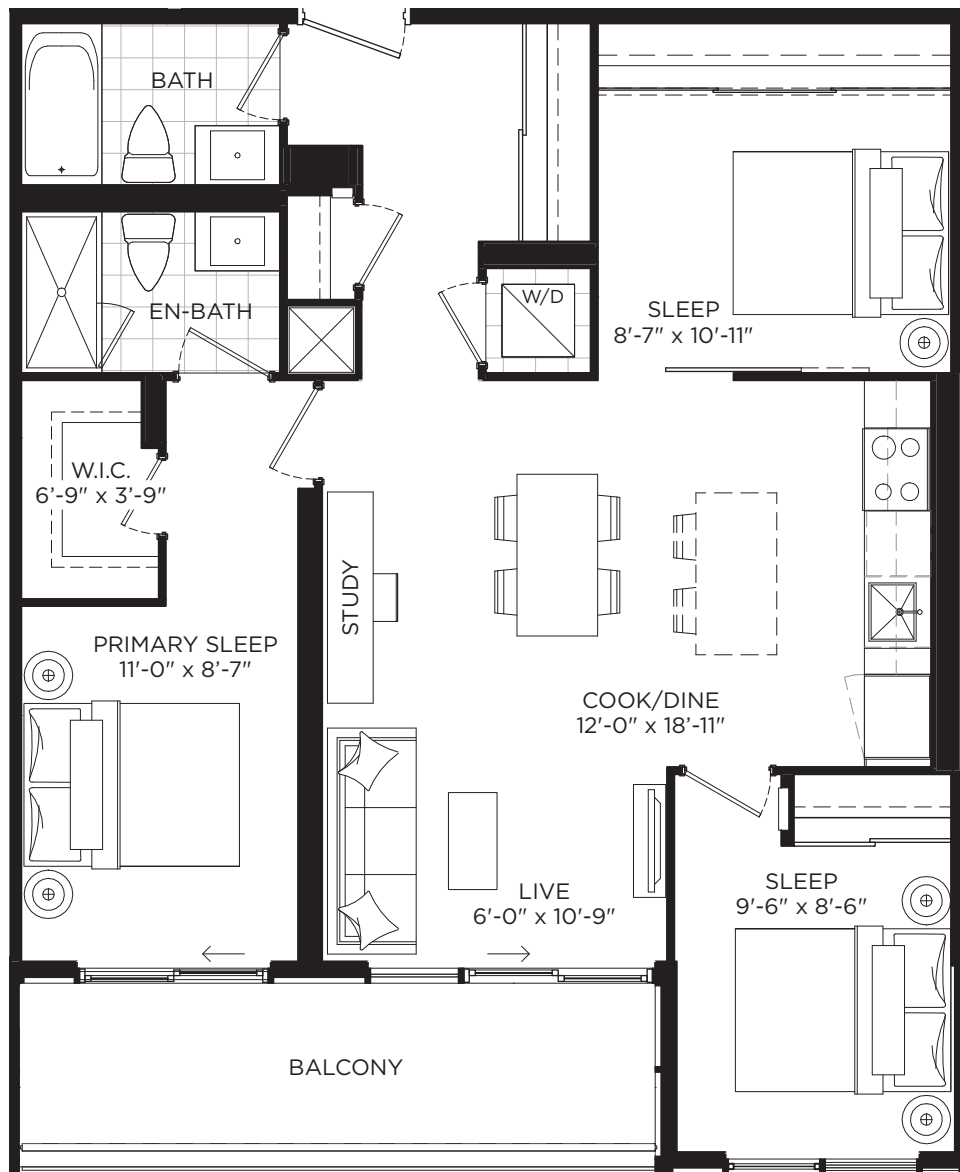 BATH
W/D
EN-BATH
SLEEP
8'-7" x 10'-11"
W.I.C.
6'-9" x 3'-9"
STUDY
PRIMARY SLEEP
11'-0" x 8'-7"
COOK/DINE
12'-0" x 18'-11"
LIVE
6'-0" x 10'-9"
SLEEP
9'-6" x 8'-6"
BALCONY